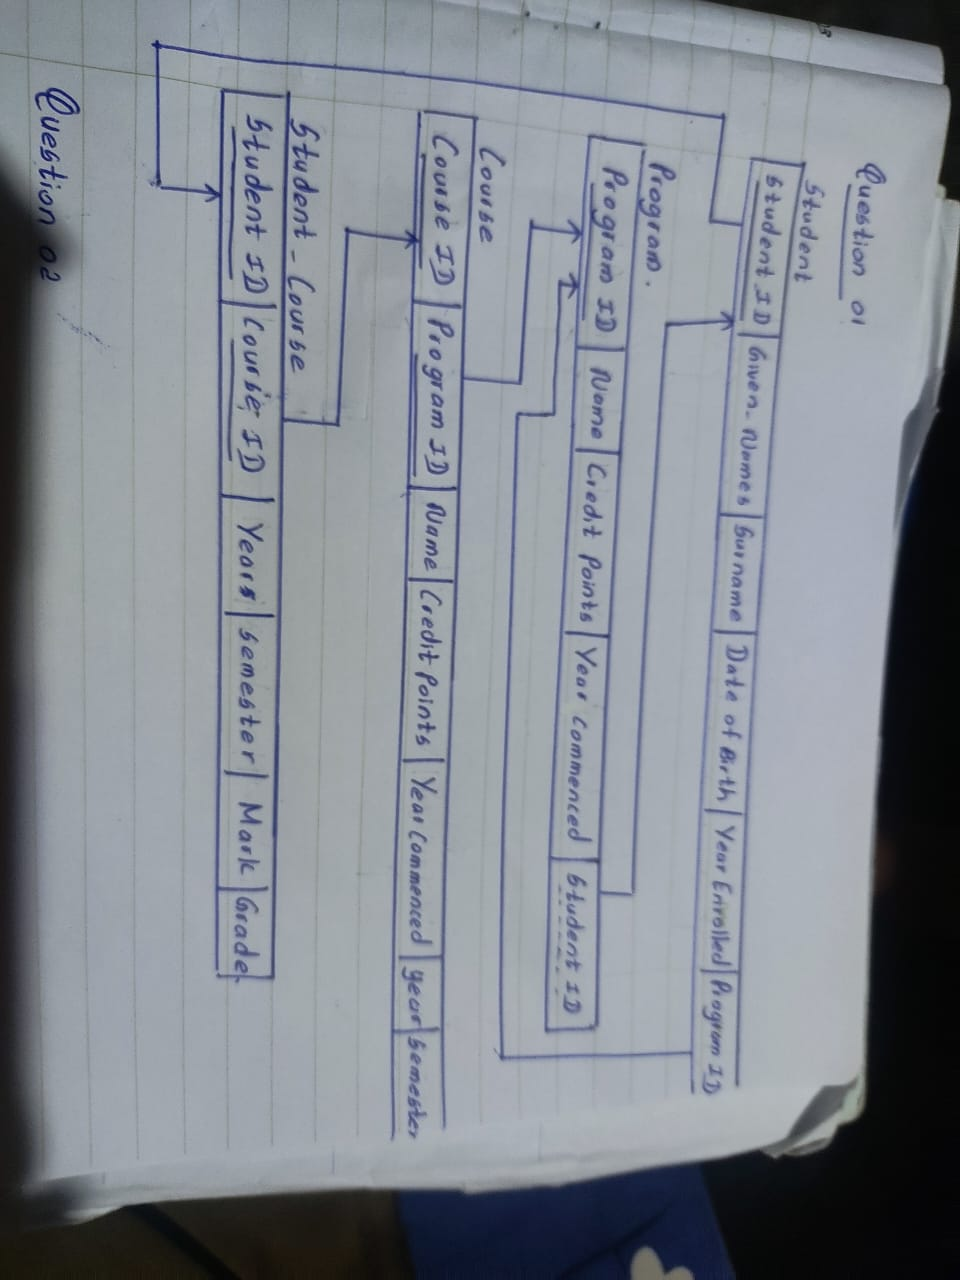 Question 01
Student
Student ID | Given-Names | Surname | Date of Birth | Year Enrolled | Program ID
Program.
Program ID | Name | Credit Points | Year Commenced | Student ID
Course
Course ID | Program ID | Name | Credit Points | Year Commenced | year | Semester
Student-Course
Student ID | Course ID | Years | Semester | Mark | Grade
Question 02